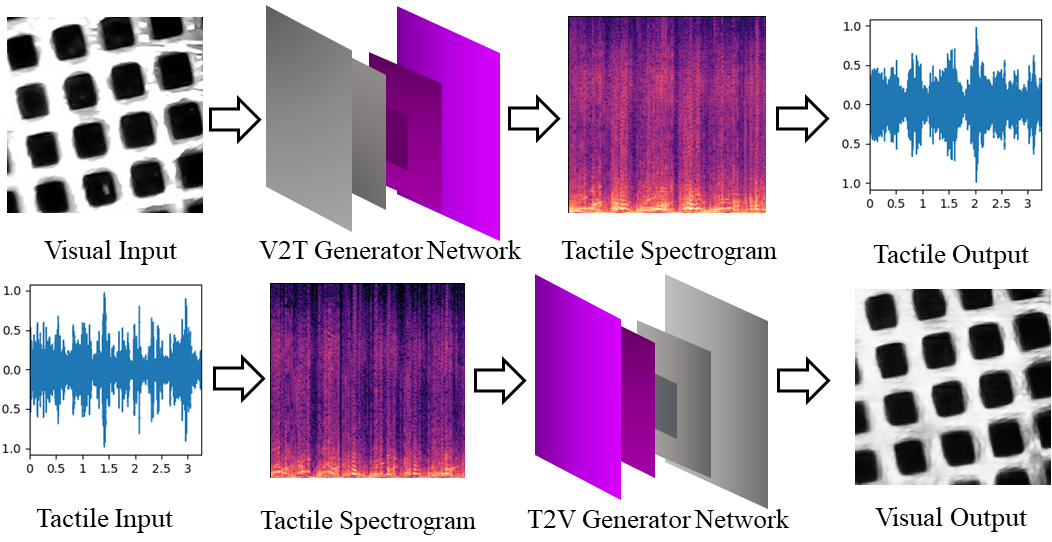 1.0
0.5
0.0
0.5
1.0
0 0.5 1 1.5 2 2.5 3
Visual Input
V2T Generator Network
Tactile Spectrogram
Tactile Output
1.0
0.5
0.0
0.5
1.0
0 0.5 1 1.5 2 2.5 3
Tactile Input
Tactile Spectrogram
T2V Generator Network
Visual Output